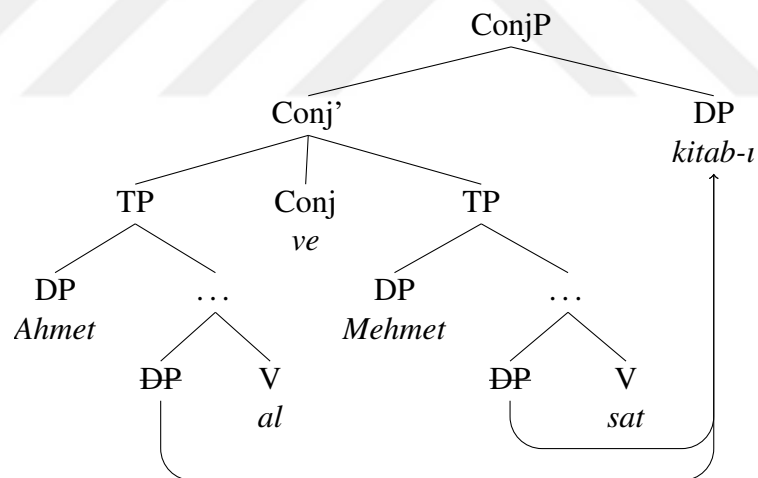 ConjP
Conj’ DP
kitab-ı
TP Conj TP
ve
DP ... DP ...
Ahmet Mehmet
DP V DP V
al sat